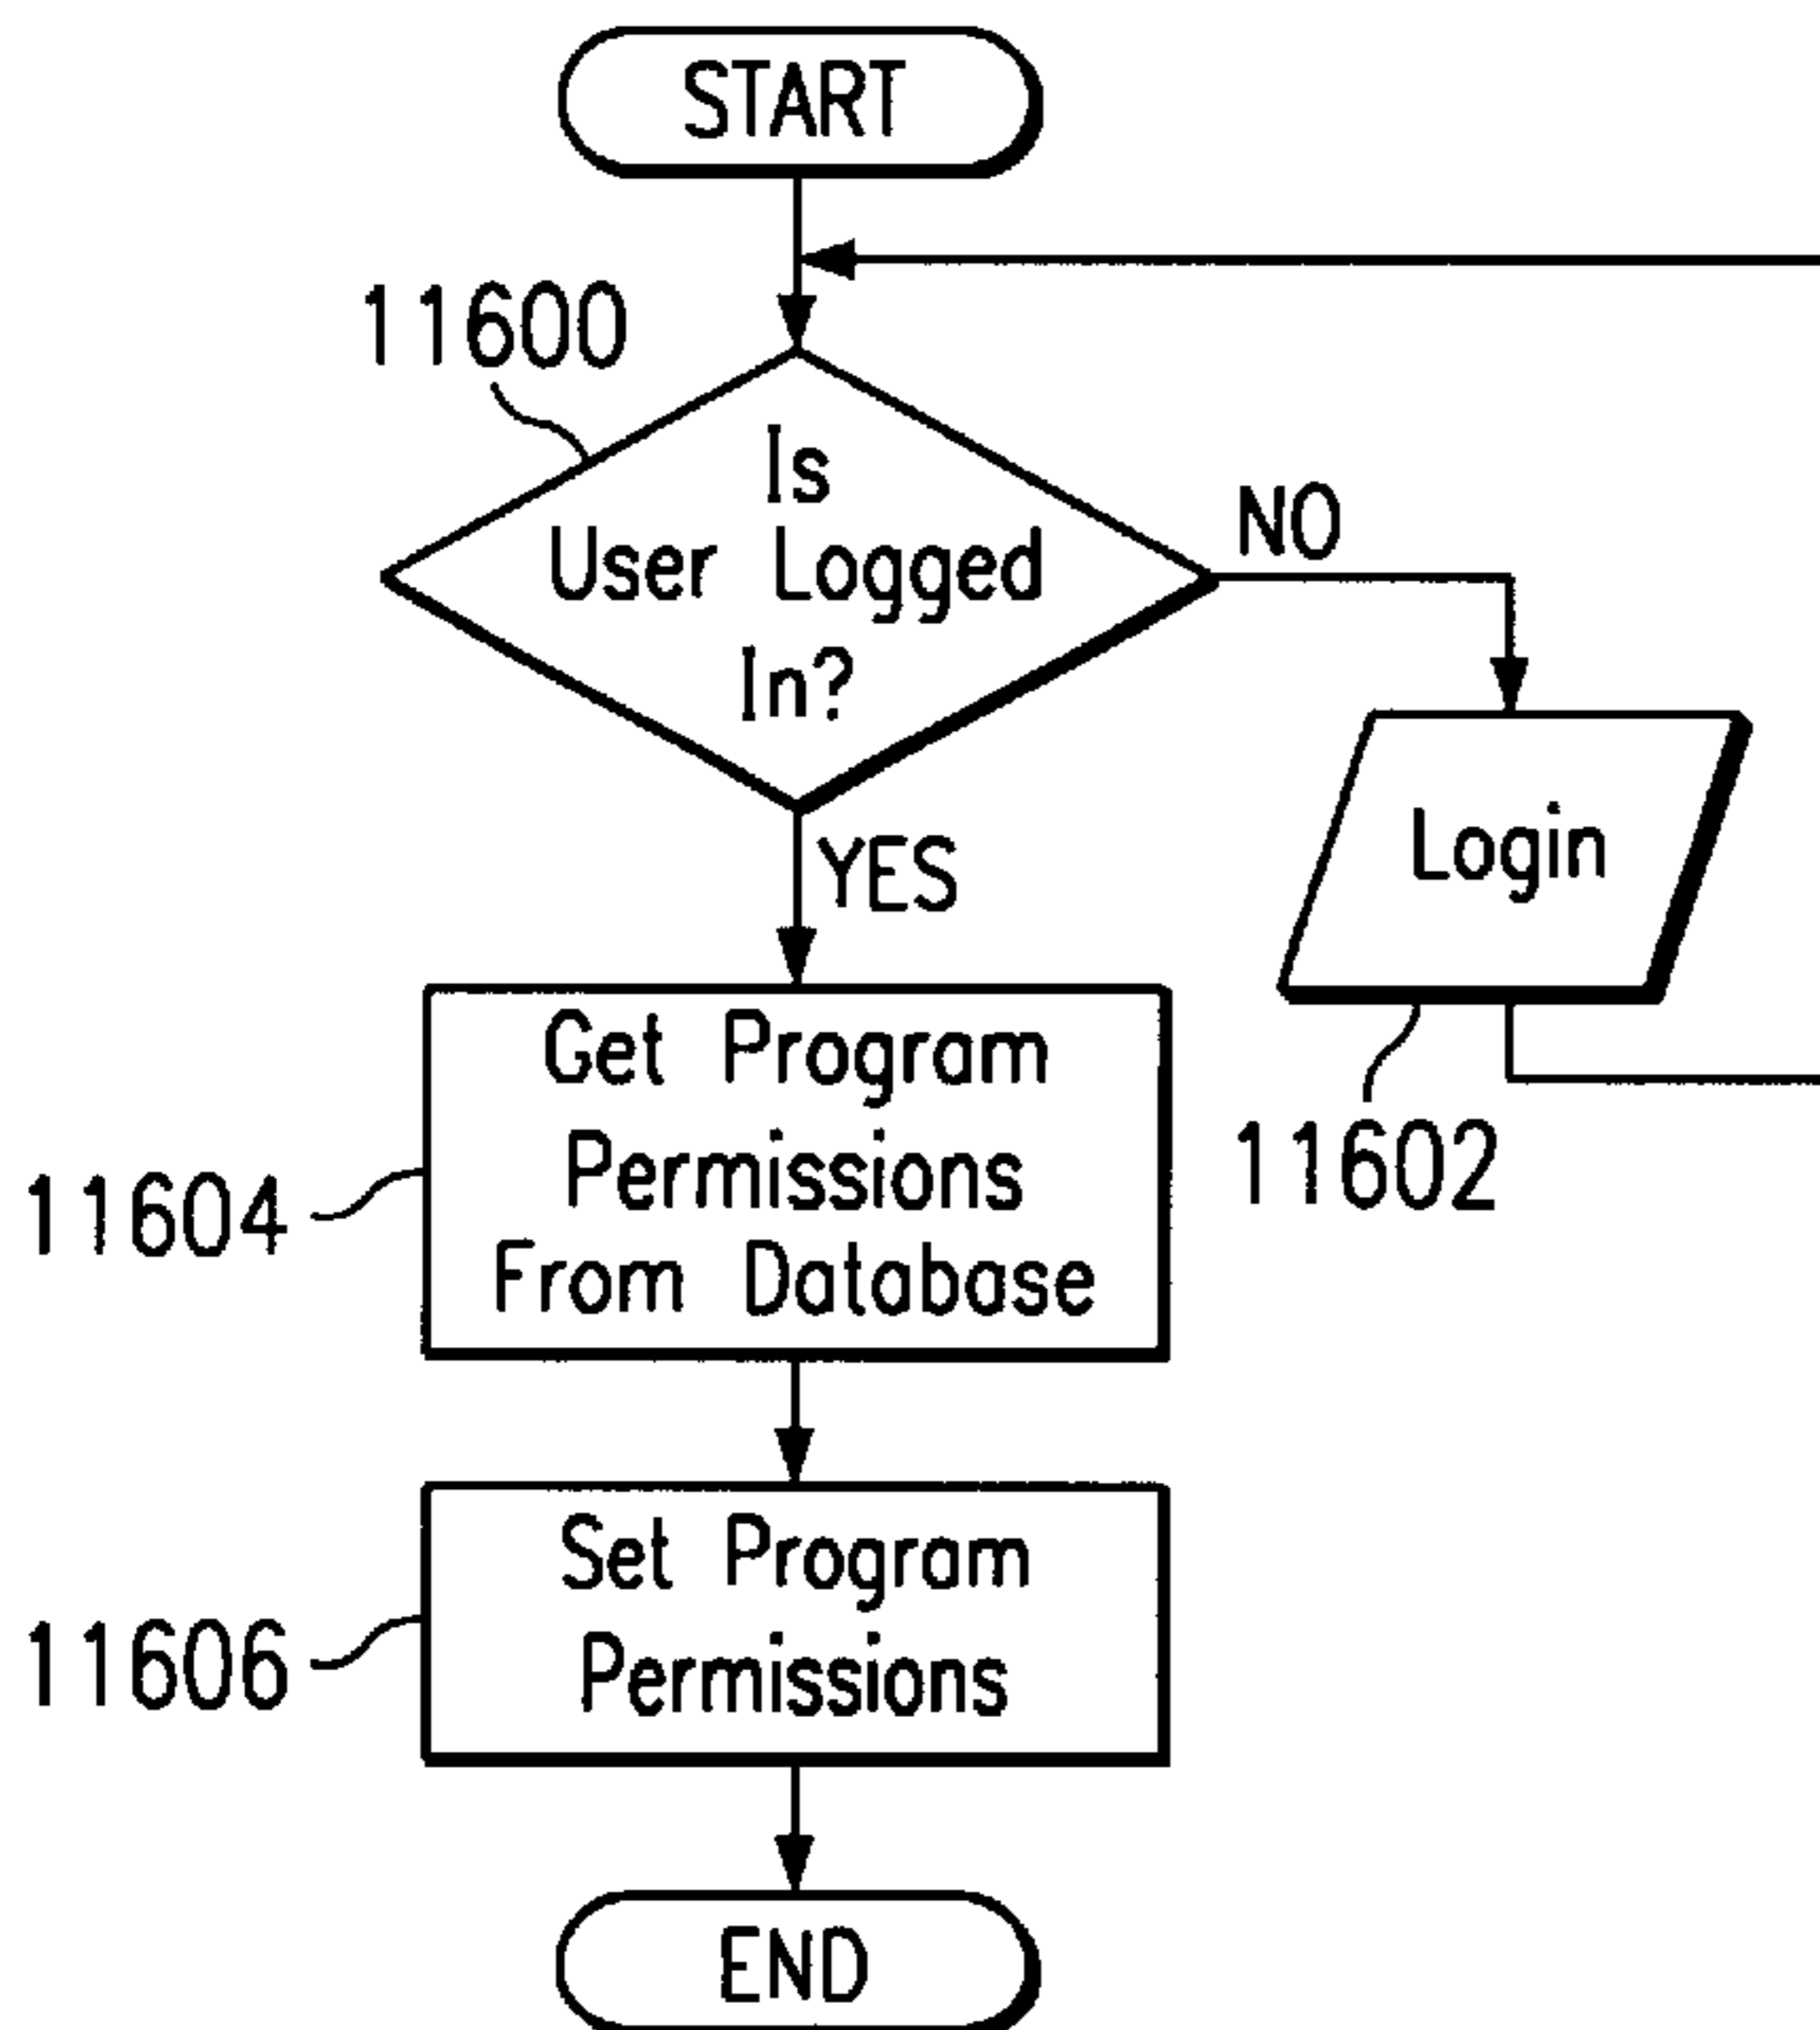 START
11600
Is
User Logged
In?
NO
YES
Login
11602
Get Program
Permissions
From Database
11604
Set Program
Permissions
11606
END